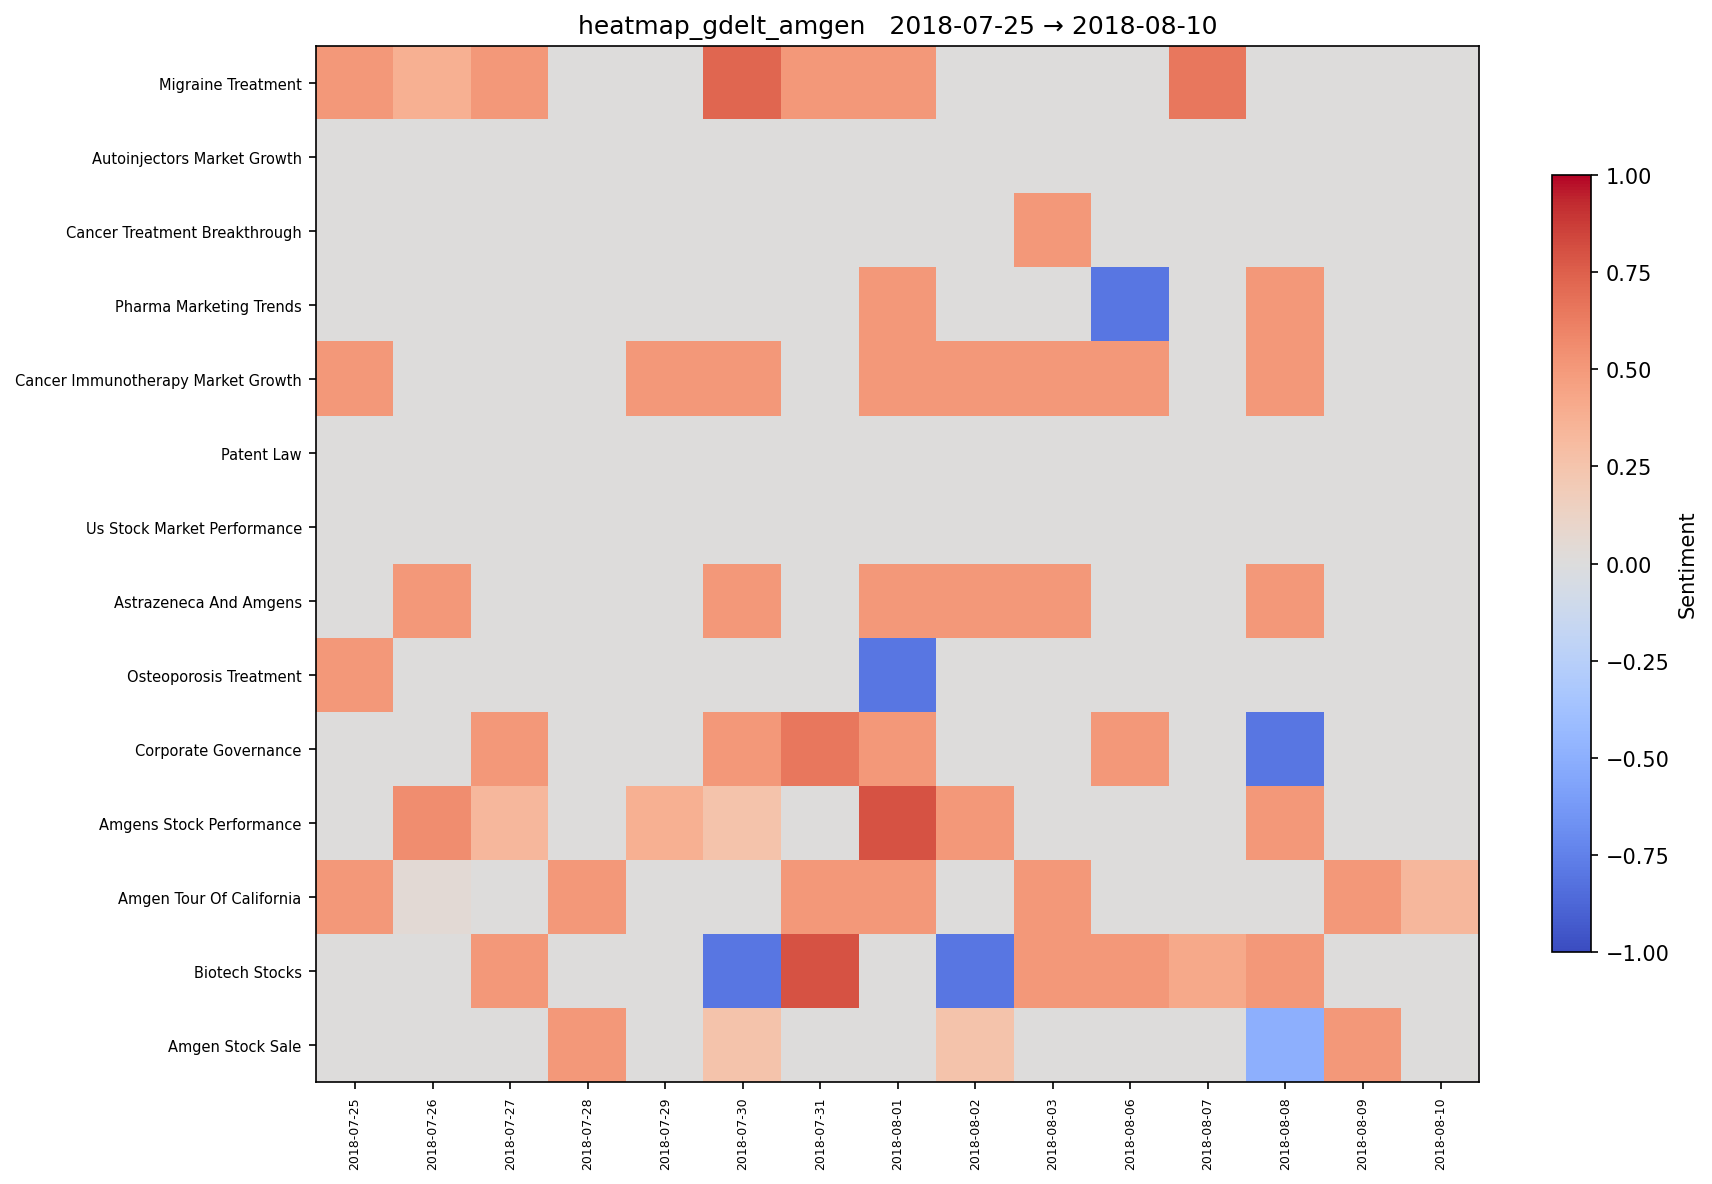 heatmap_gdelt_amgen   2018-07-25 → 2018-08-10
Migraine Treatment
Autoinjectors Market Growth
Cancer Treatment Breakthrough
Pharma Marketing Trends
Cancer Immunotherapy Market Growth
Patent Law
Us Stock Market Performance
Astrazeneca And Amgens
Osteoporosis Treatment
Corporate Governance
Amgens Stock Performance
Amgen Tour Of California
Biotech Stocks
Amgen Stock Sale
2018-07-25
2018-07-26
2018-07-27
2018-07-28
2018-07-29
2018-07-30
2018-07-31
2018-08-01
2018-08-02
2018-08-03
2018-08-06
2018-08-07
2018-08-08
2018-08-09
2018-08-10
1.00
0.75
0.50
0.25
0.00
−0.25
−0.50
−0.75
−1.00
Sentiment